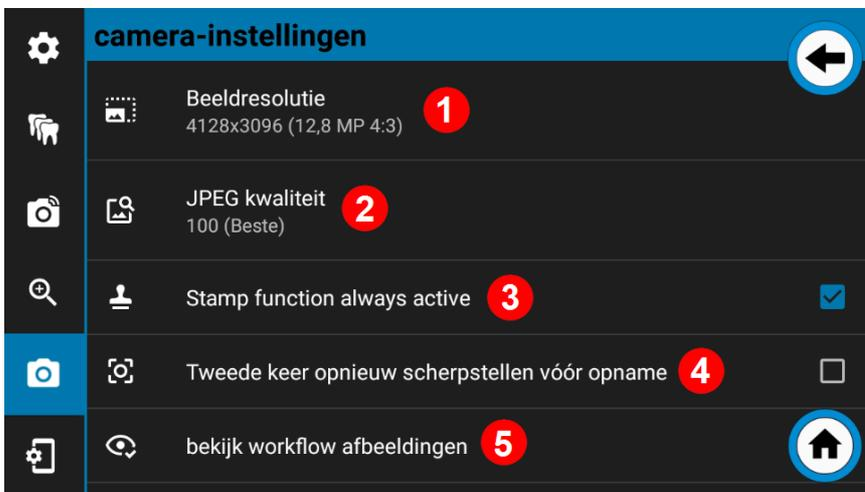 camera-instellingen
Beeldresolutie
4128x3096 (12,8 MP 4:3)
1
JPEG kwaliteit
100 (Beste)
2
Stamp function always active
3
Tweede keer opnieuw scherpstellen vóór opname
4
bekijk workflow afbeeldingen
5